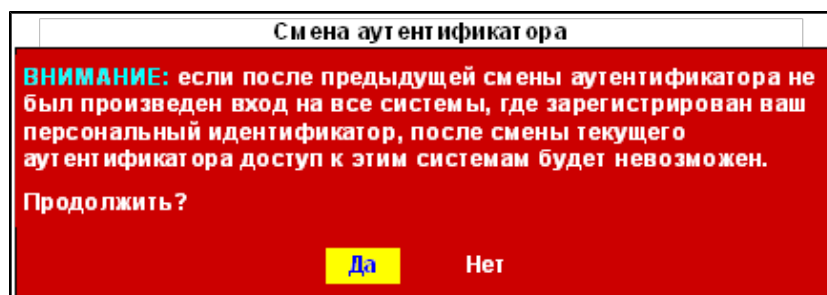 Смена аутентификатора
ВНИМАНИЕ: если после предыдущей смены аутентификатора не
был произведен вход на все системы, где зарегистрирован ваш
персональный идентификатор, после смены текущего
аутентификатора доступ к этим системам будет невозможен.
Продолжить?
Да Нет